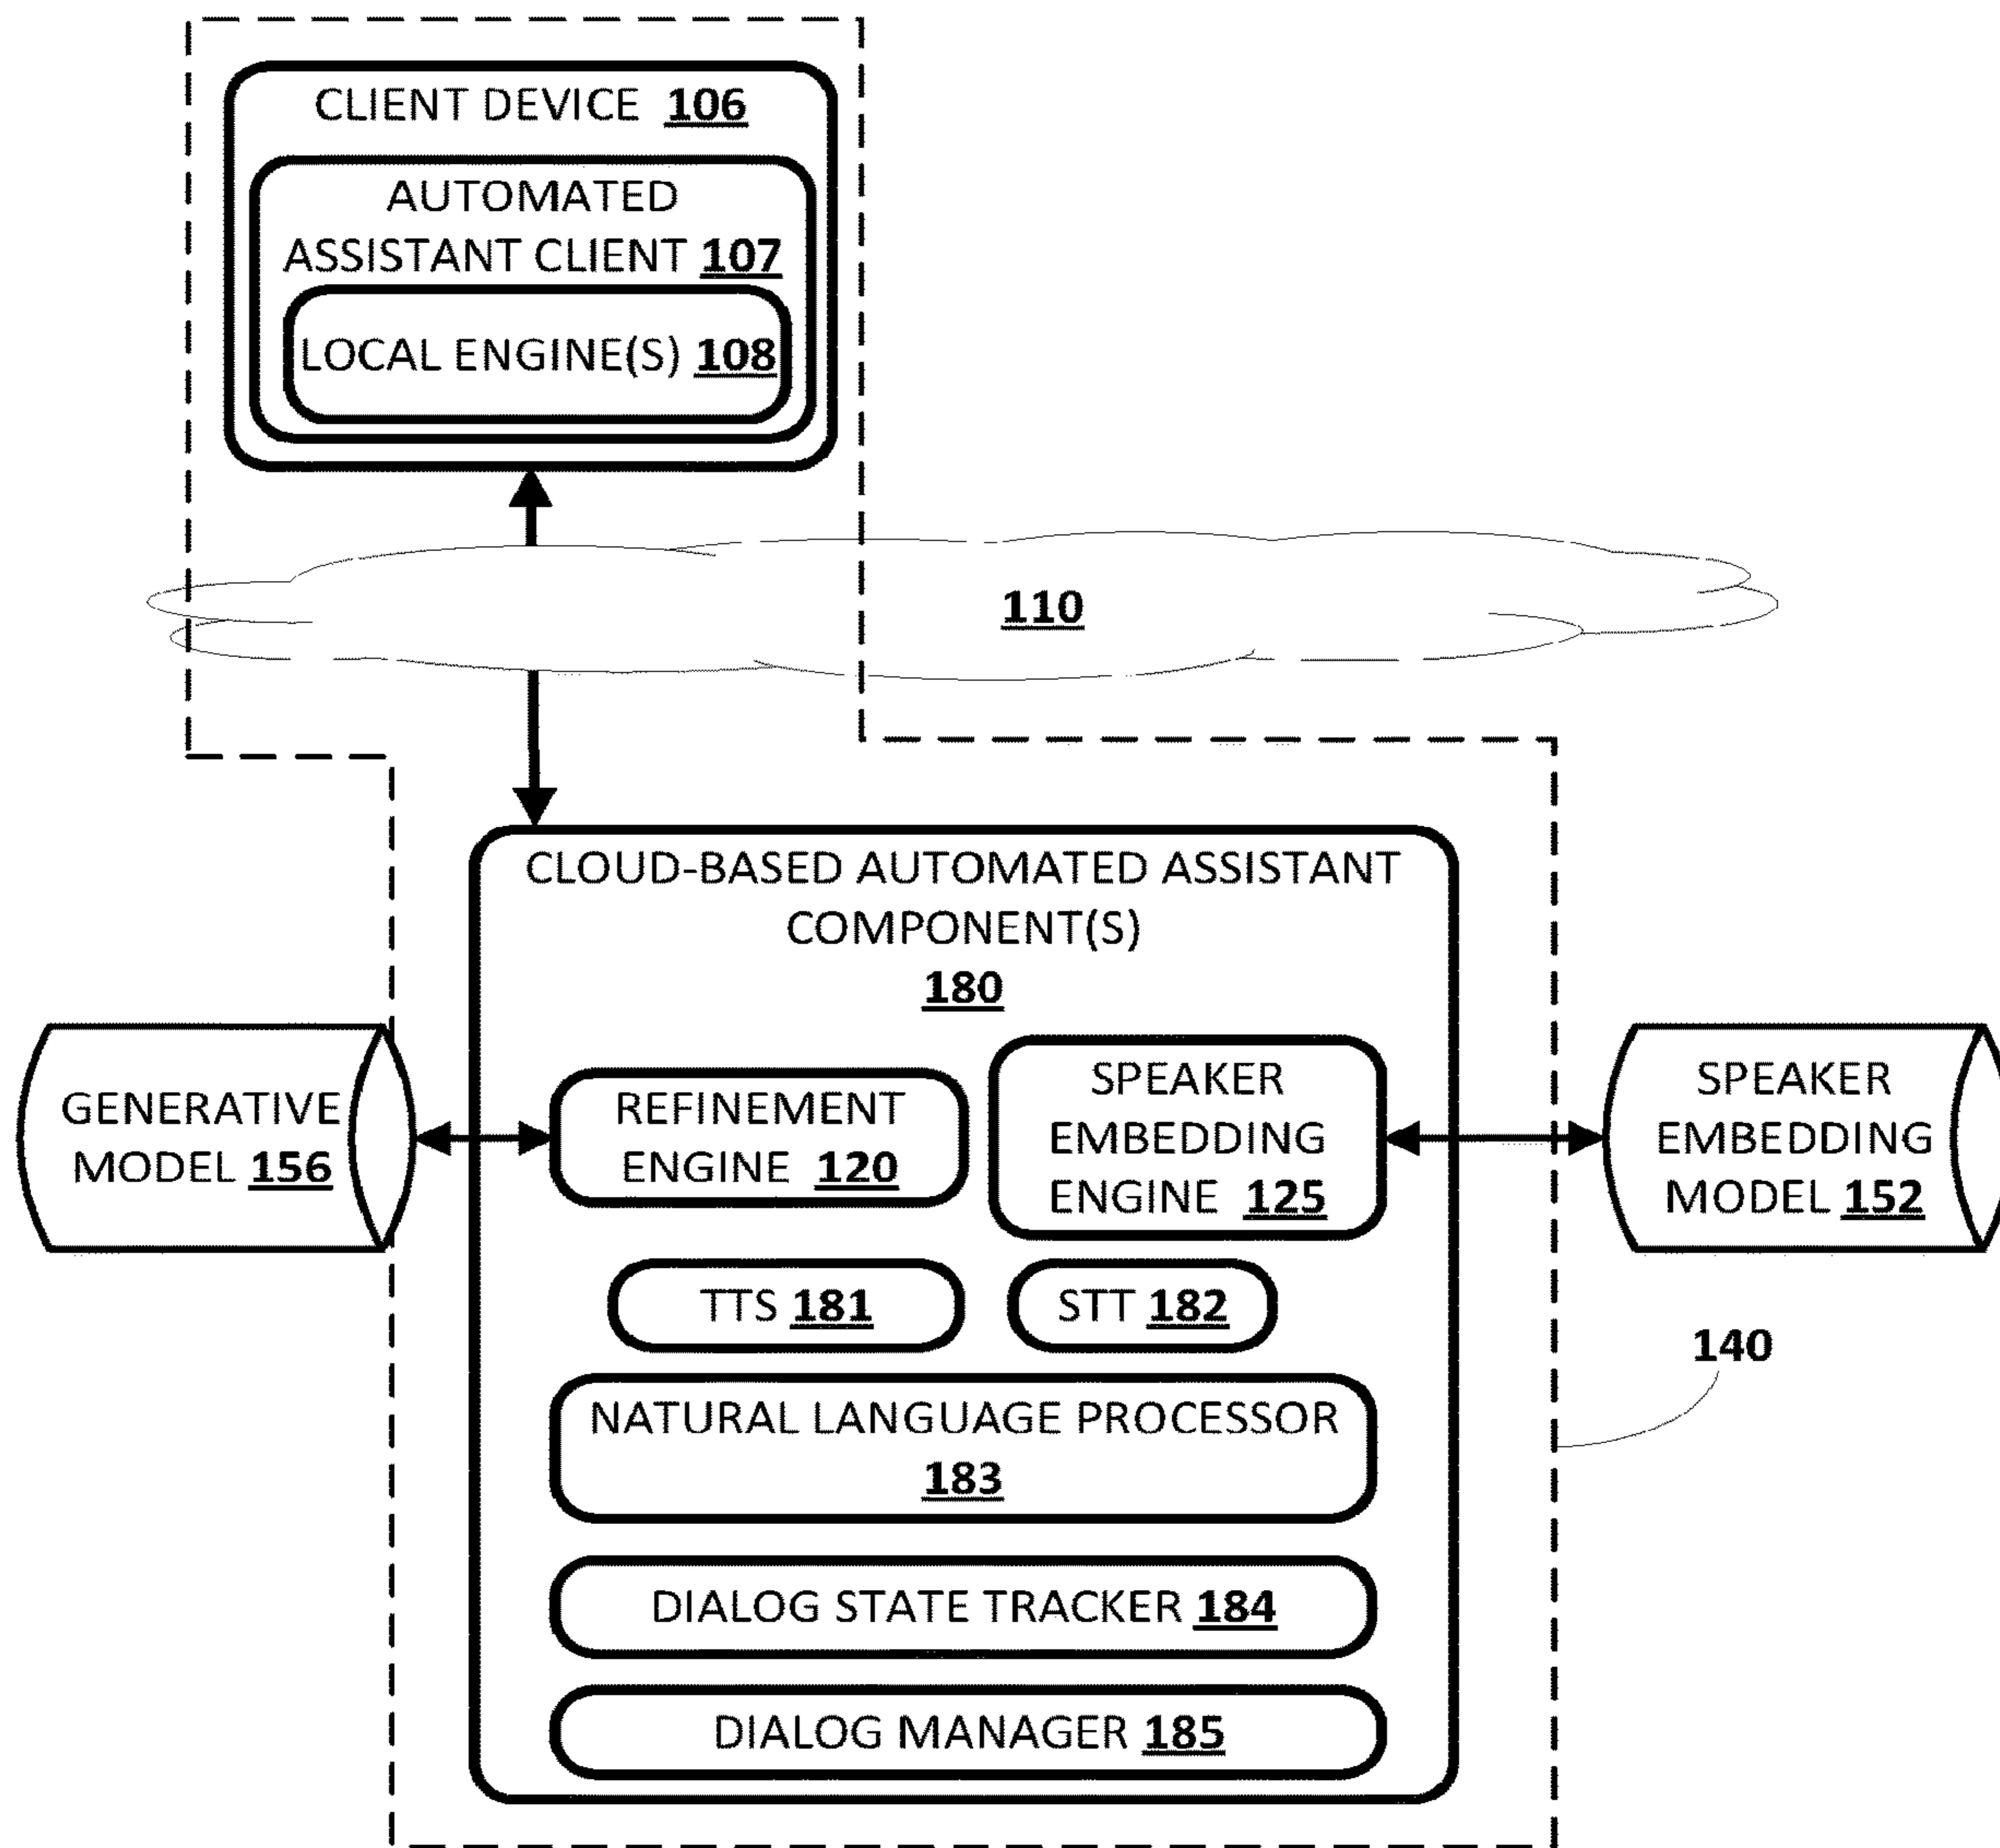 CLIENT DEVICE 106
AUTOMATED
ASSISTANT CLIENT 107
LOCAL ENGINE(S) 108
110
CLOUD-BASED AUTOMATED ASSISTANT
COMPONENT(S)
180
GENERATIVE
MODEL 156
REFINEMENT
ENGINE 120
SPEAKER
EMBEDDING
ENGINE 125
SPEAKER
EMBEDDING
MODEL 152
TTS 181
STT 182
140
NATURAL LANGUAGE PROCESSOR
183
DIALOG STATE TRACKER 184
DIALOG MANAGER 185